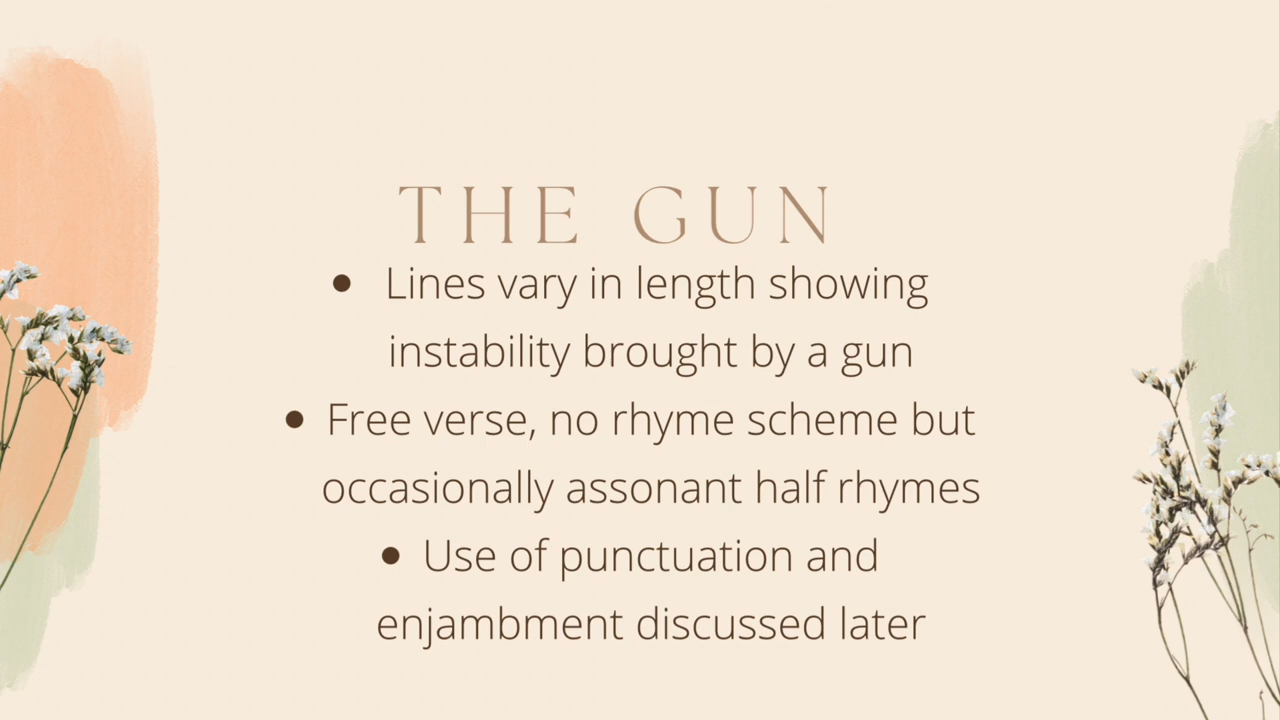 THE GUN
• Lines vary in length showing
instability brought by a gun
• Free verse, no rhyme scheme but
occasionally assonant half rhymes
• Use of punctuation and
enjambment discussed later